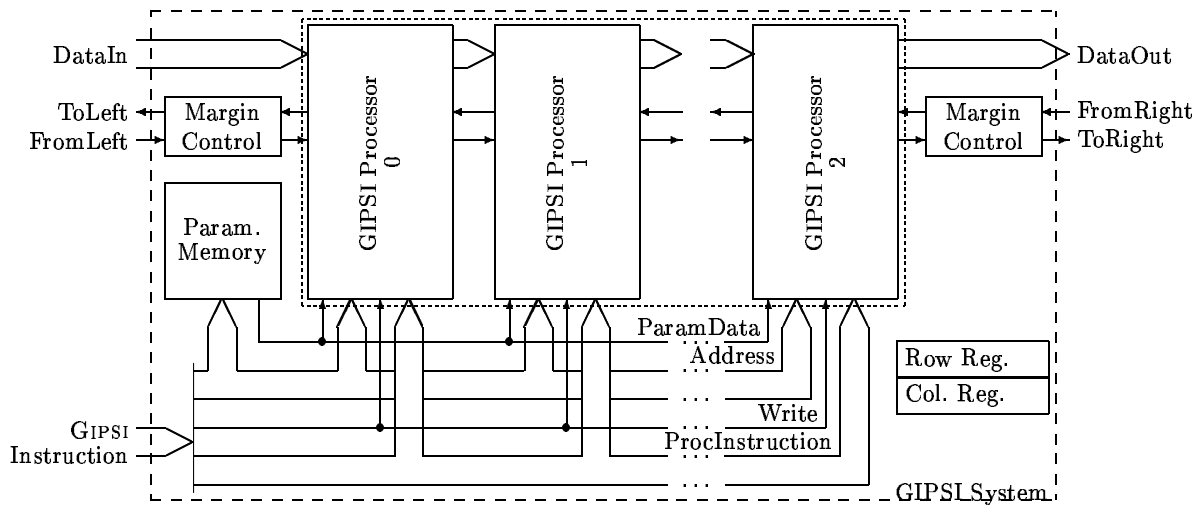 DataIn
ToLeft
FromLeft
Margin
Control
GIPSI Processor
0
GIPSI Processor
1
GIPSI Processor
2
DataOut
Margin
Control
FromRight
ToRight
Param.
Memory
ParamData
Address
Row Reg.
Col. Reg.
Write
GIPSI
Instruction
ProcInstruction
GIPSI System